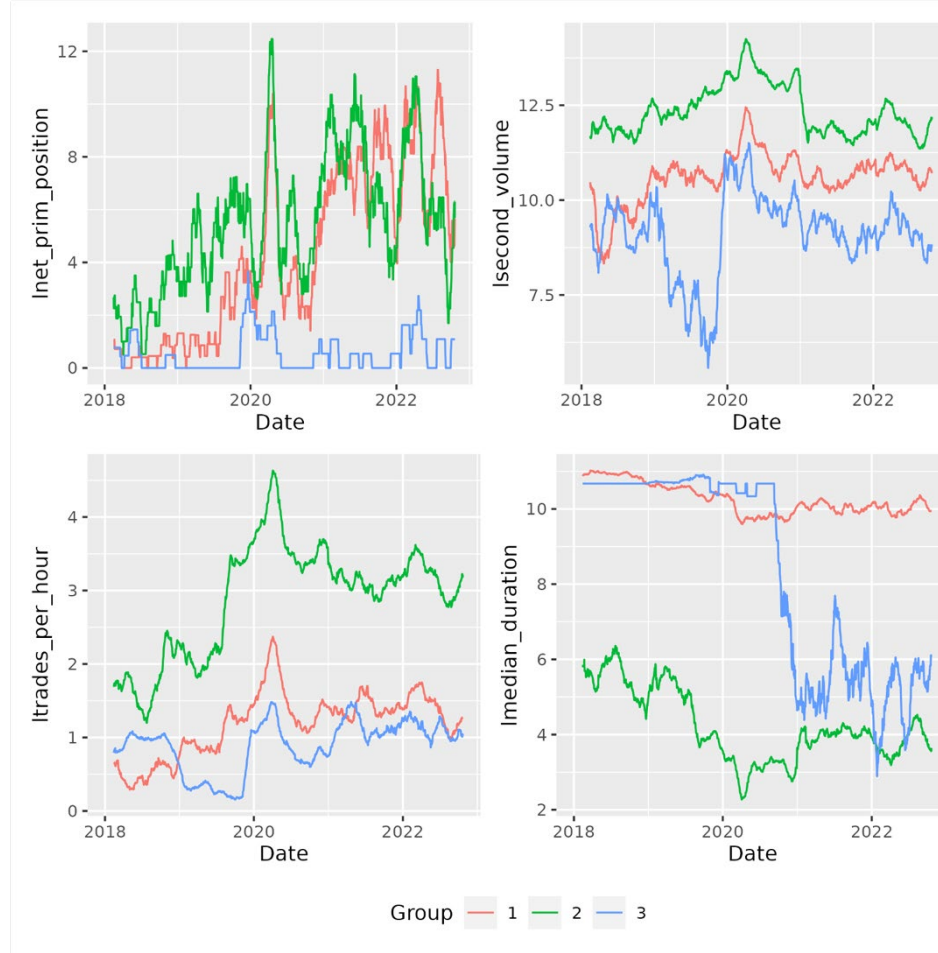 lnet_prim_position
12
8
4
0
2018 2020 2022
Date
lsecond_volume
12.5
10.0
7.5
2018 2020 2022
Date
ltrades_per_hour
4
3
2
1
0
2018 2020 2022
Date
lmedian_duration
10
8
6
4
2
2018 2020 2022
Date
Group 1 2 3